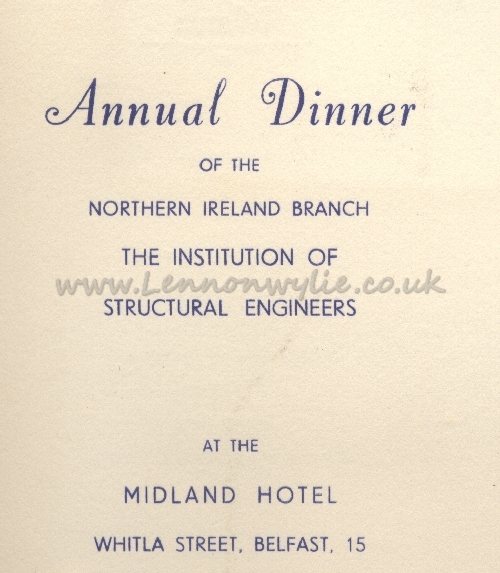 Annual Dinner
OF THE
NORTHERN IRELAND BRANCH
THE INSTITUTION OF
www.Lennonwylie.co.uk
STRUCTURAL ENGINEERS
AT THE
MIDLAND HOTEL
WHITLA STREET, BELFAST, 15